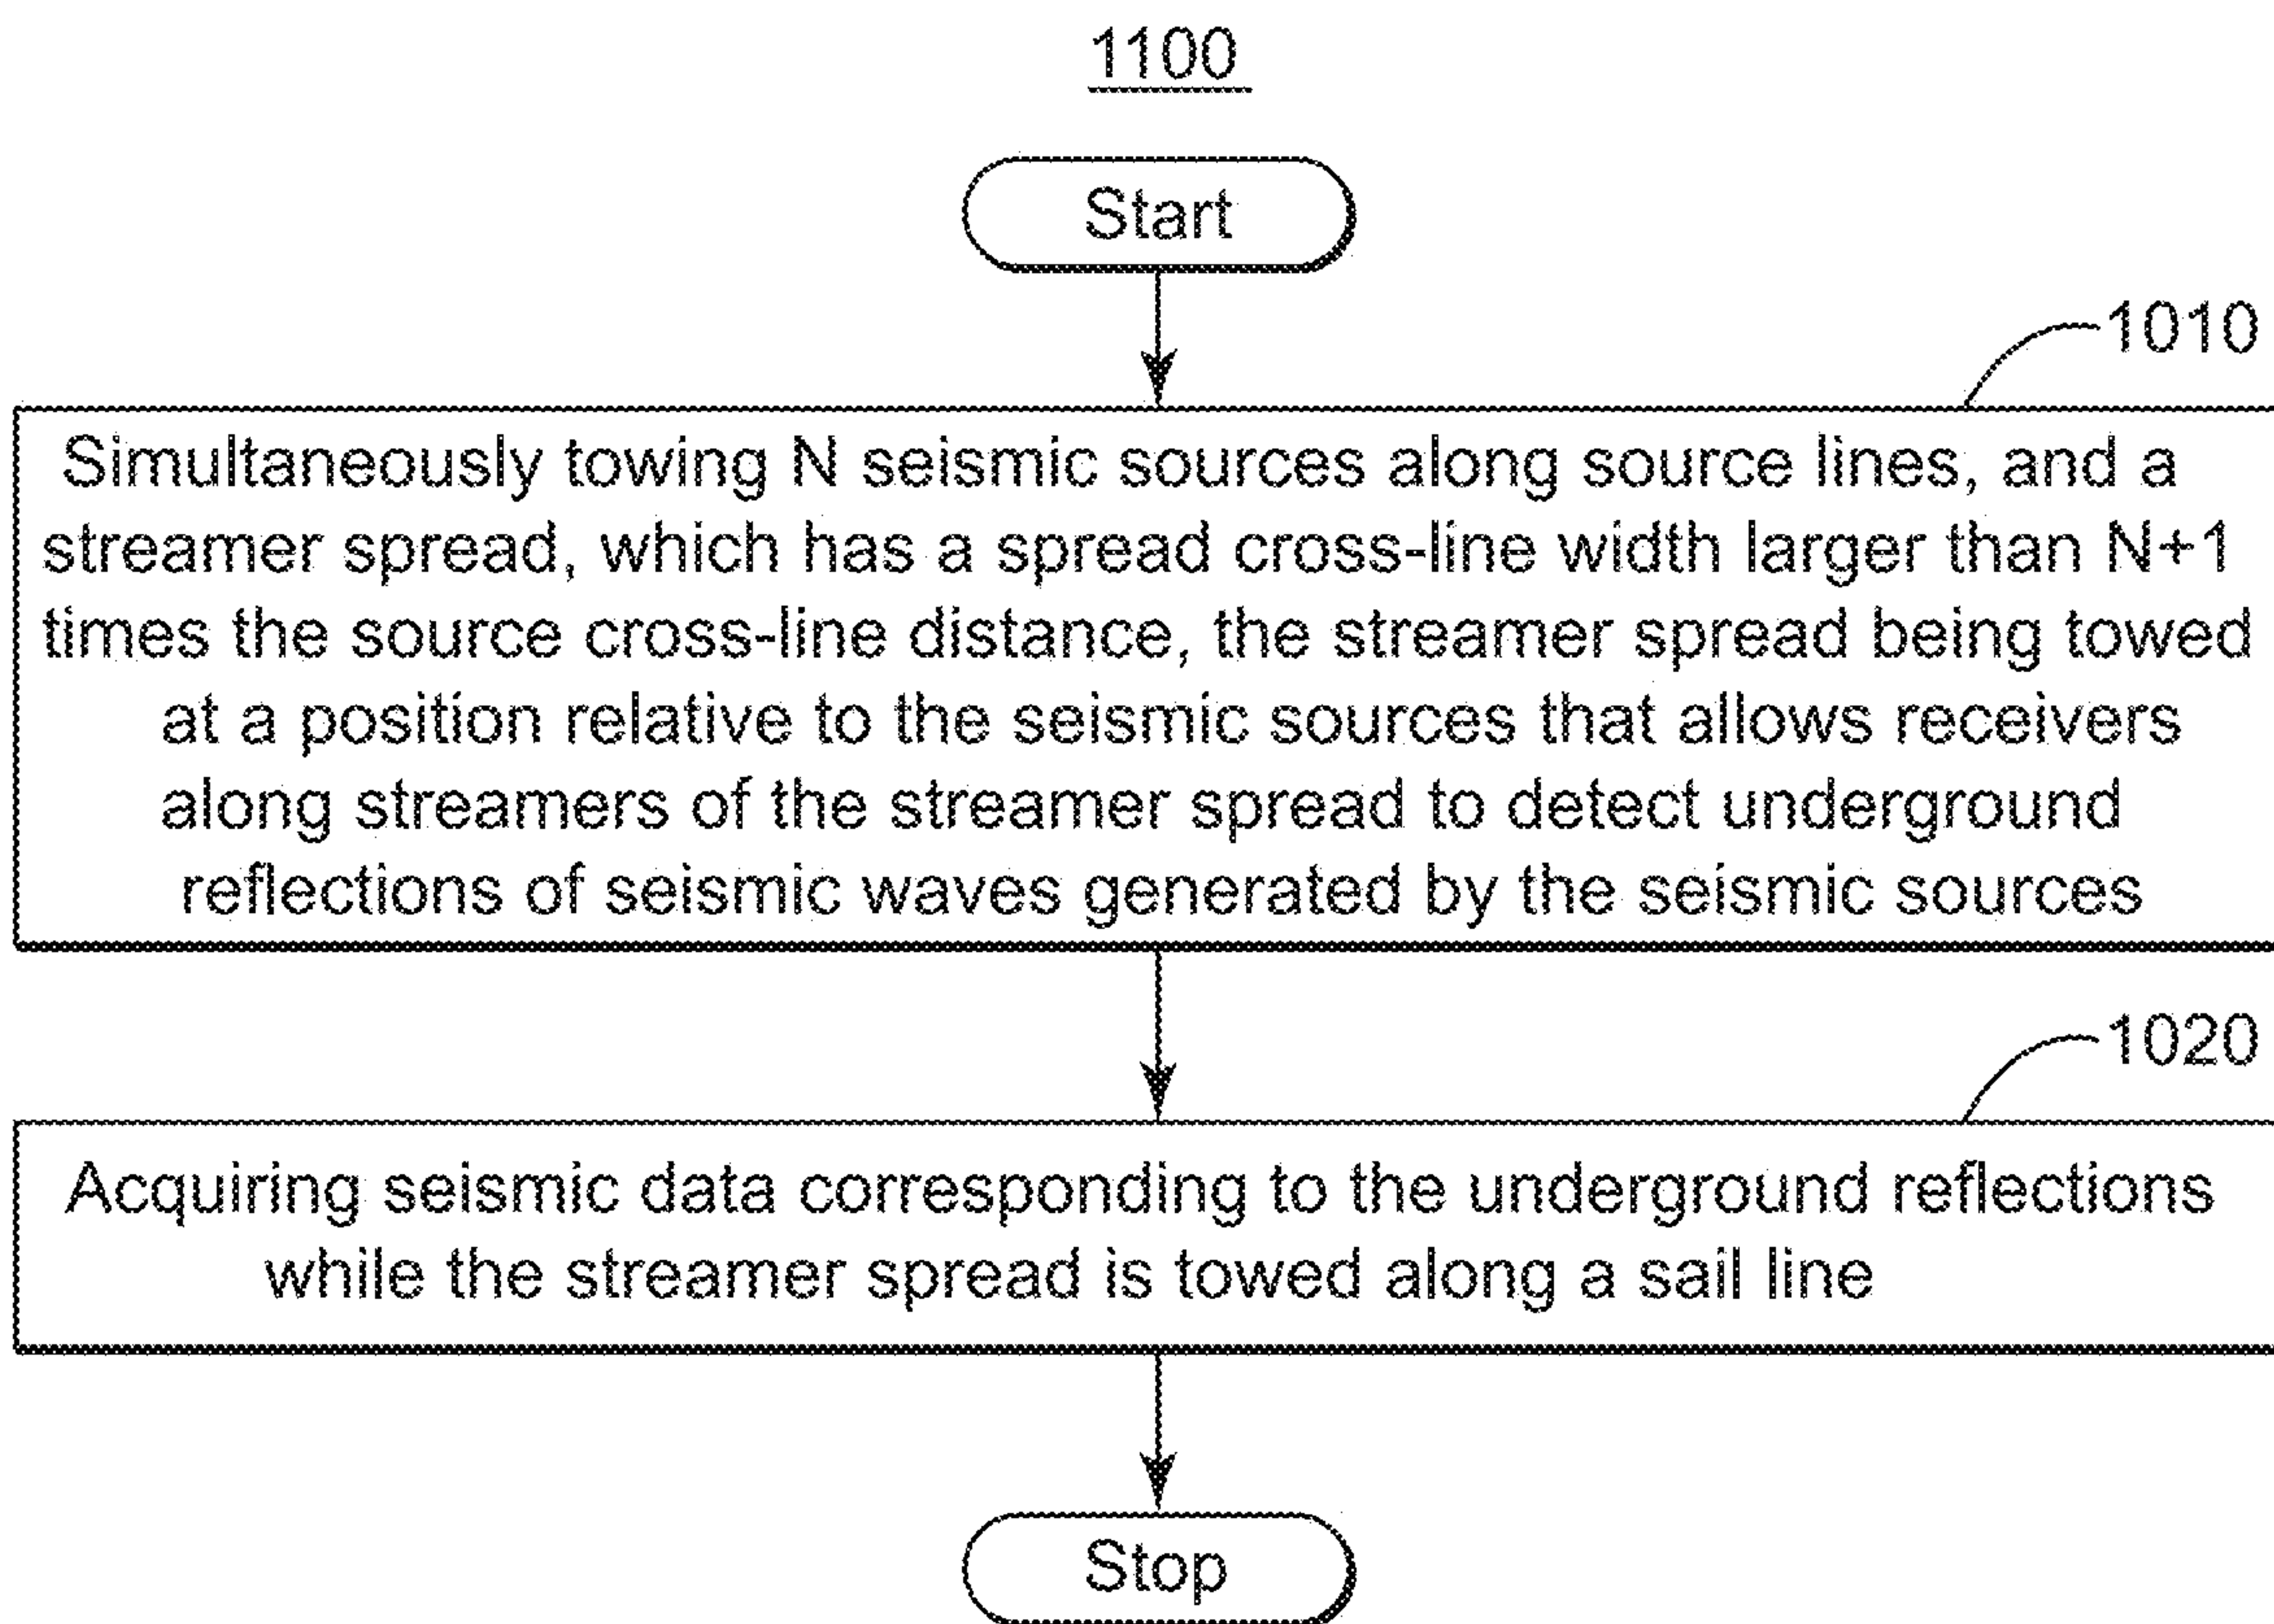 1100
Start
1010
Simultaneously towing N seismic sources along source lines, and a
streamer spread, which has a spread cross-line width larger than N+1
times the source cross-line distance, the streamer spread being towed
at a position relative to the seismic sources that allows receivers
along streamers of the streamer spread to detect underground
reflections of seismic waves generated by the seismic sources
1020
Acquiring seismic data corresponding to the underground reflections
while the streamer spread is towed along a sail line
Stop